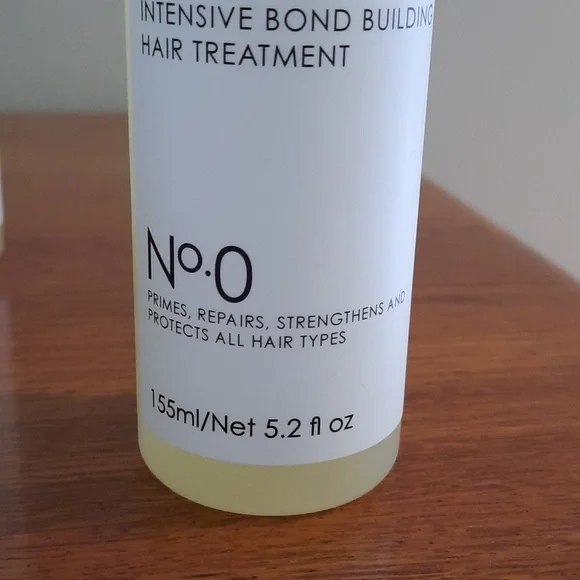 INTENSIVE BOND BUILDING
HAIR TREATMENT
No.0
PRIMES, REPAIRS, STRENGTHENS AND
PROTECTS ALL HAIR TYPES
155ml/Net 5.2 fl oz